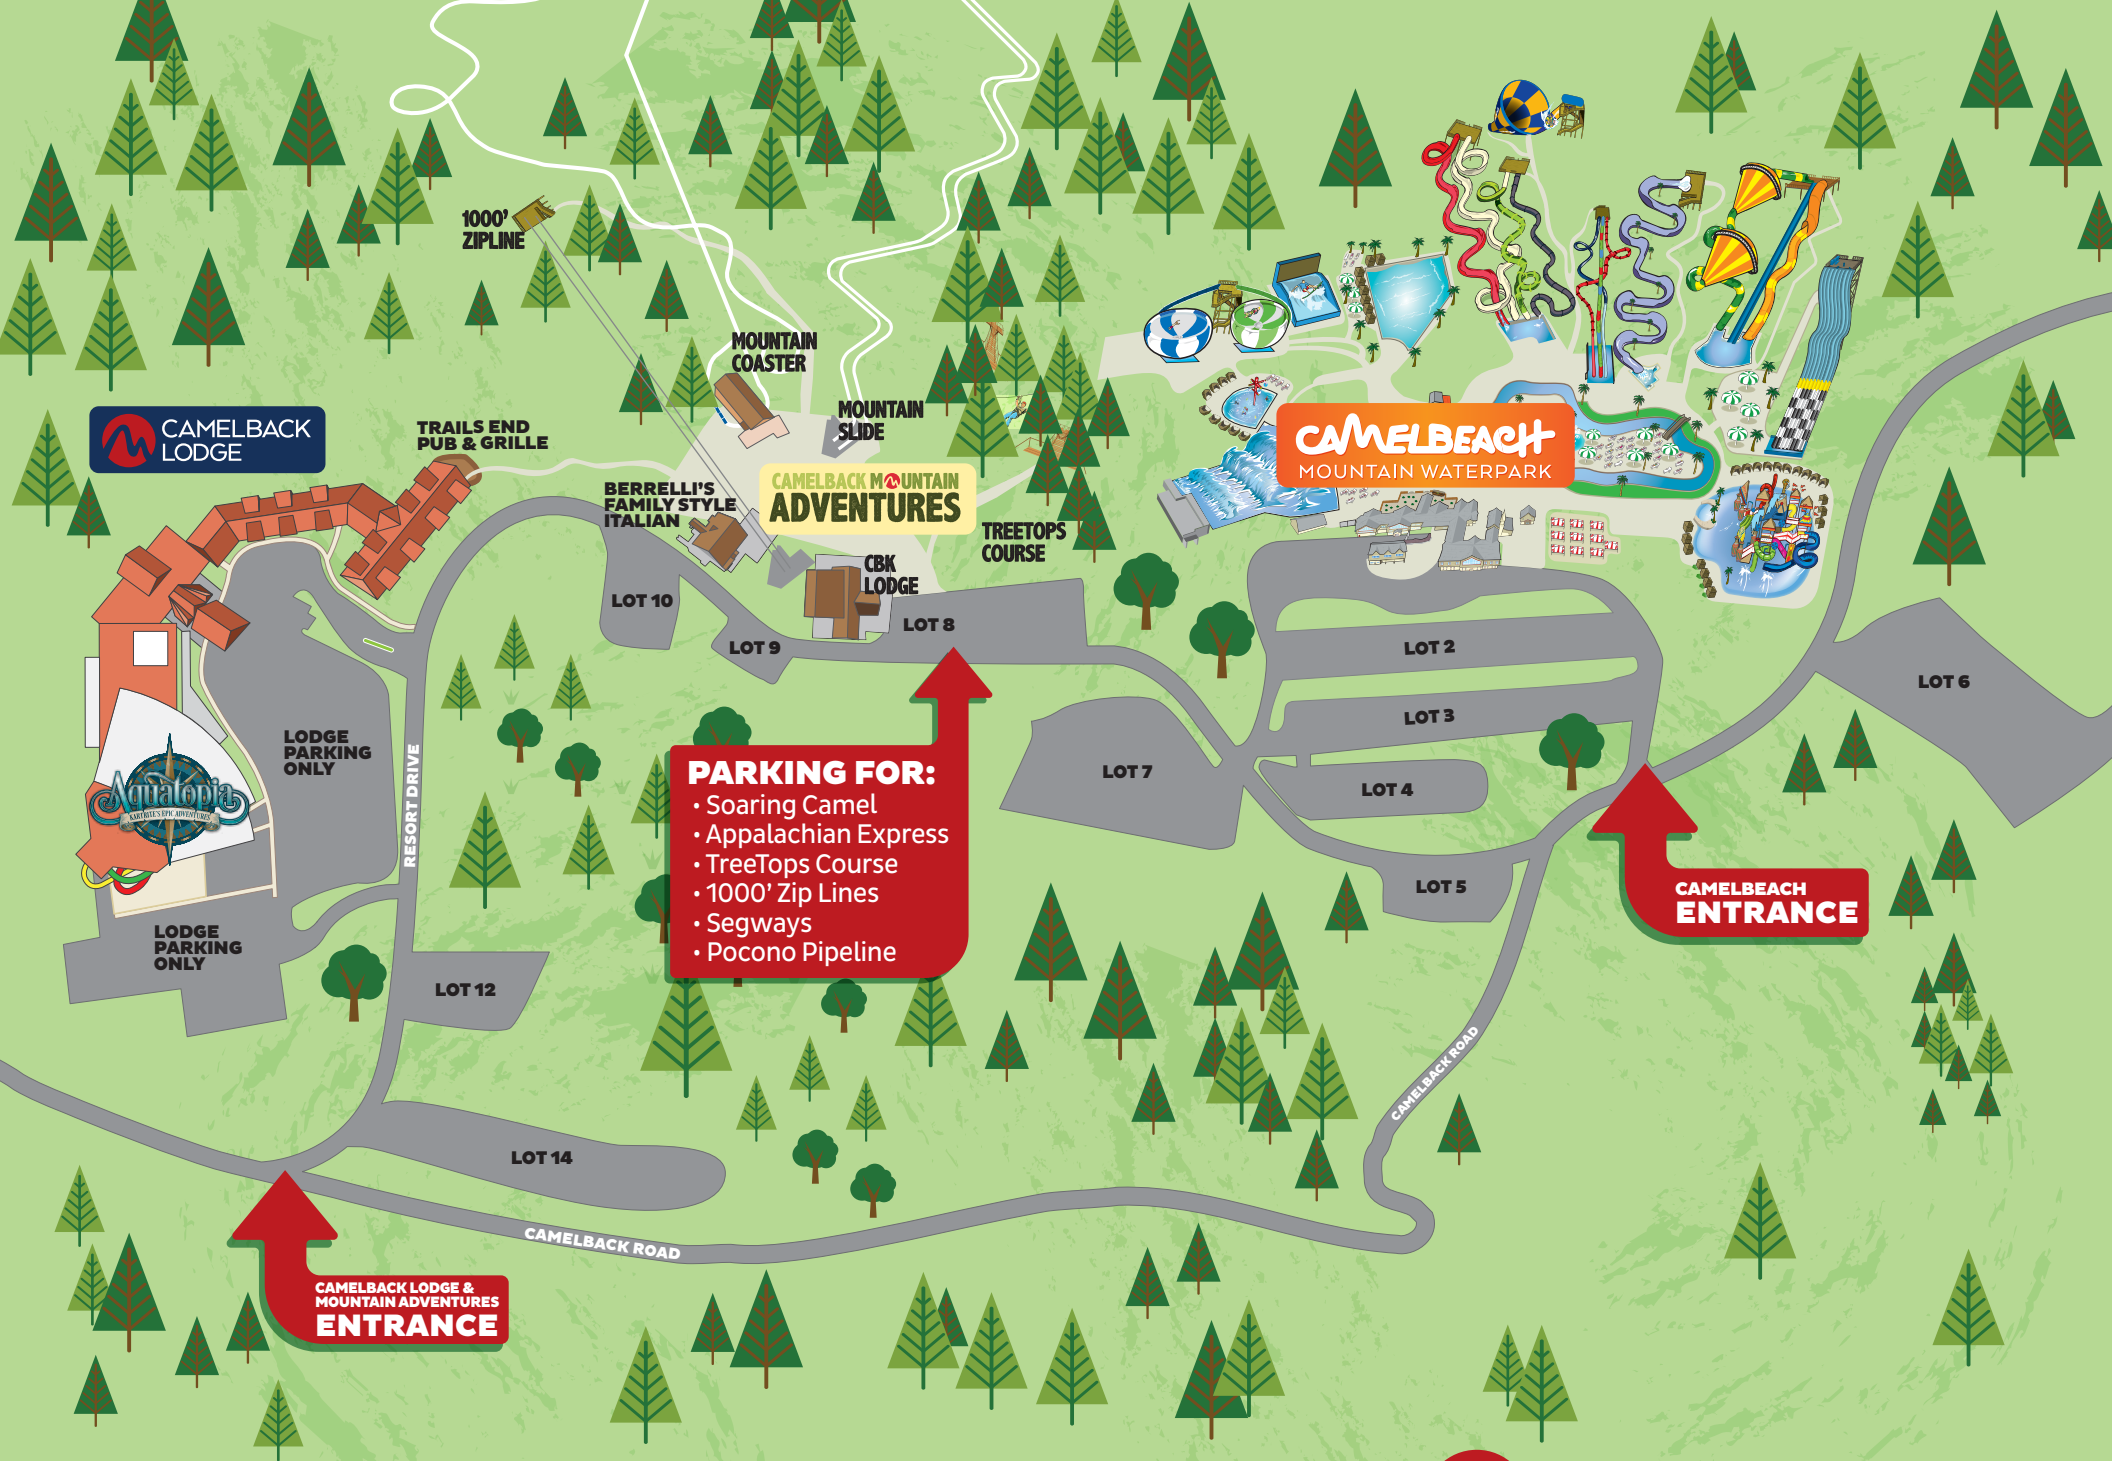 1000'
ZIPLINE
MOUNTAIN
COASTER
MOUNTAIN
SLIDE
CAMELBACK
LODGE
TRAILS END
PUB & GRILLE
CAMELBEACH
MOUNTAIN WATERPARK
BERRELLI'S
FAMILY STYLE
ITALIAN
CAMELBACK MOUNTAIN
ADVENTURES
TREETOPS
COURSE
CBK
LODGE
LOT 10
LOT 9
LOT 8
LOT 2
LOT 6
LOT 3
LODGE
PARKING
ONLY
RESORT DRIVE
LOT 7
LOT 4
Aquatopia
KARTRITE'S EPIC ADVENTURES
PARKING FOR:
• Soaring Camel
• Appalachian Express
• TreeTops Course
• 1000' Zip Lines
• Segways
• Pocono Pipeline
LOT 5
CAMELBEACH
ENTRANCE
LODGE
PARKING
ONLY
LOT 12
CAMELBACK ROAD
LOT 14
CAMELBACK ROAD
CAMELBACK LODGE &
MOUNTAIN ADVENTURES
ENTRANCE